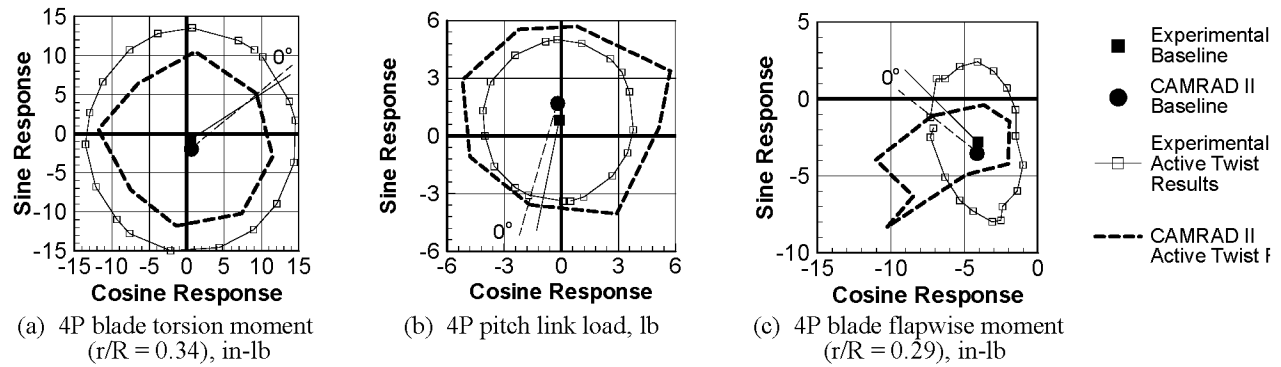 15
10
5
0
-5
-10
-15
-15 -10 -5 0 5 10 15
Sine Response
Cosine Response
0°
(a) 4P blade torsion moment
(r/R = 0.34), in-lb
6
3
0
-3
-6
-6 -3 0 3 6
Sine Response
Cosine Response
0°
(b) 4P pitch link load, lb
5
0
-5
-10
-15 -10 -5 0
Sine Response
Cosine Response
0°
(c) 4P blade flapwise moment
(r/R = 0.29), in-lb
Experimental
Baseline
CAMRAD II
Baseline
Experimental
Active Twist
Results
CAMRAD II
Active Twist